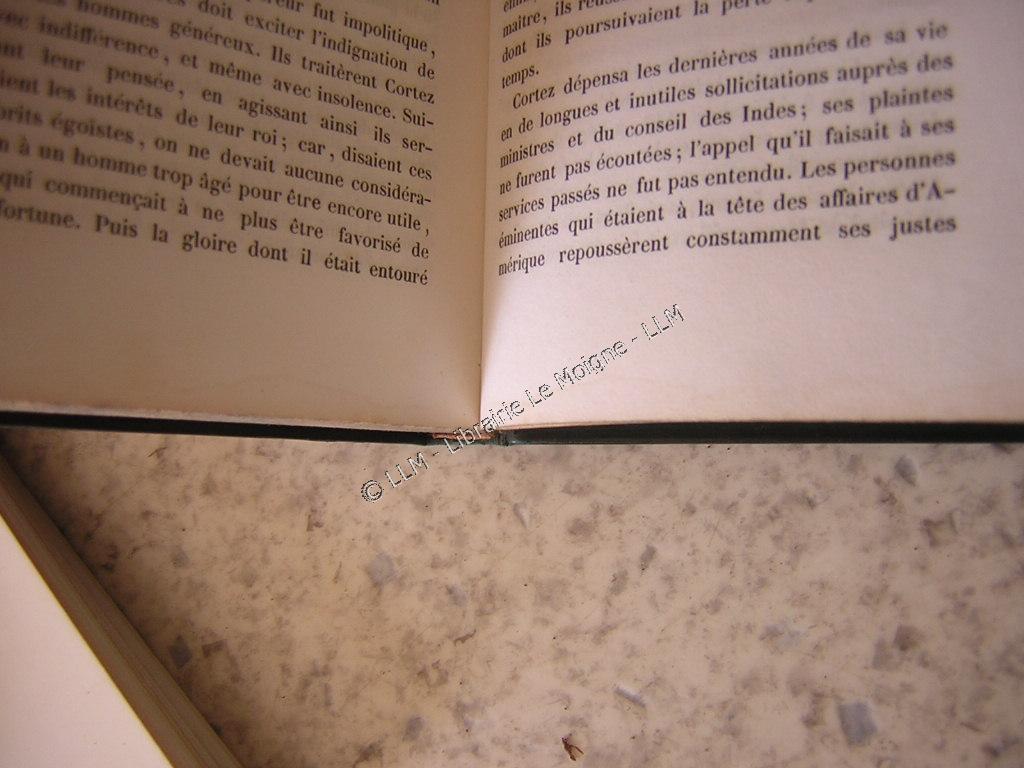 fut impolitique,
doit exciter l'indignation de
hommes généreux. Ils traitèrent Cortez
indifférence, et même avec insolence. Sui-
leur pensée, en agissant ainsi ils ser-
les intérêts de leur roi; car, disaient ces
égoïstes, on ne devait aucune considéra-
à un homme trop âgé pour être encore utile,
qui commençait à ne plus être favorisé de
fortune. Puis la gloire dont il était entouré
maître, ils
dont ils poursuivaient la
temps.
Cortez dépensa les dernières années de sa vie
en de longues et inutiles sollicitations auprès des
ministres et du conseil des Indes; ses plaintes
ne furent pas écoutées; l'appel qu'il faisait à ses
services passés ne fut pas entendu. Les personnes
éminentes qui étaient à la tête des affaires d'A-
mérique repoussèrent constamment ses justes
© LLM - Librairie Le Moigne - LLM